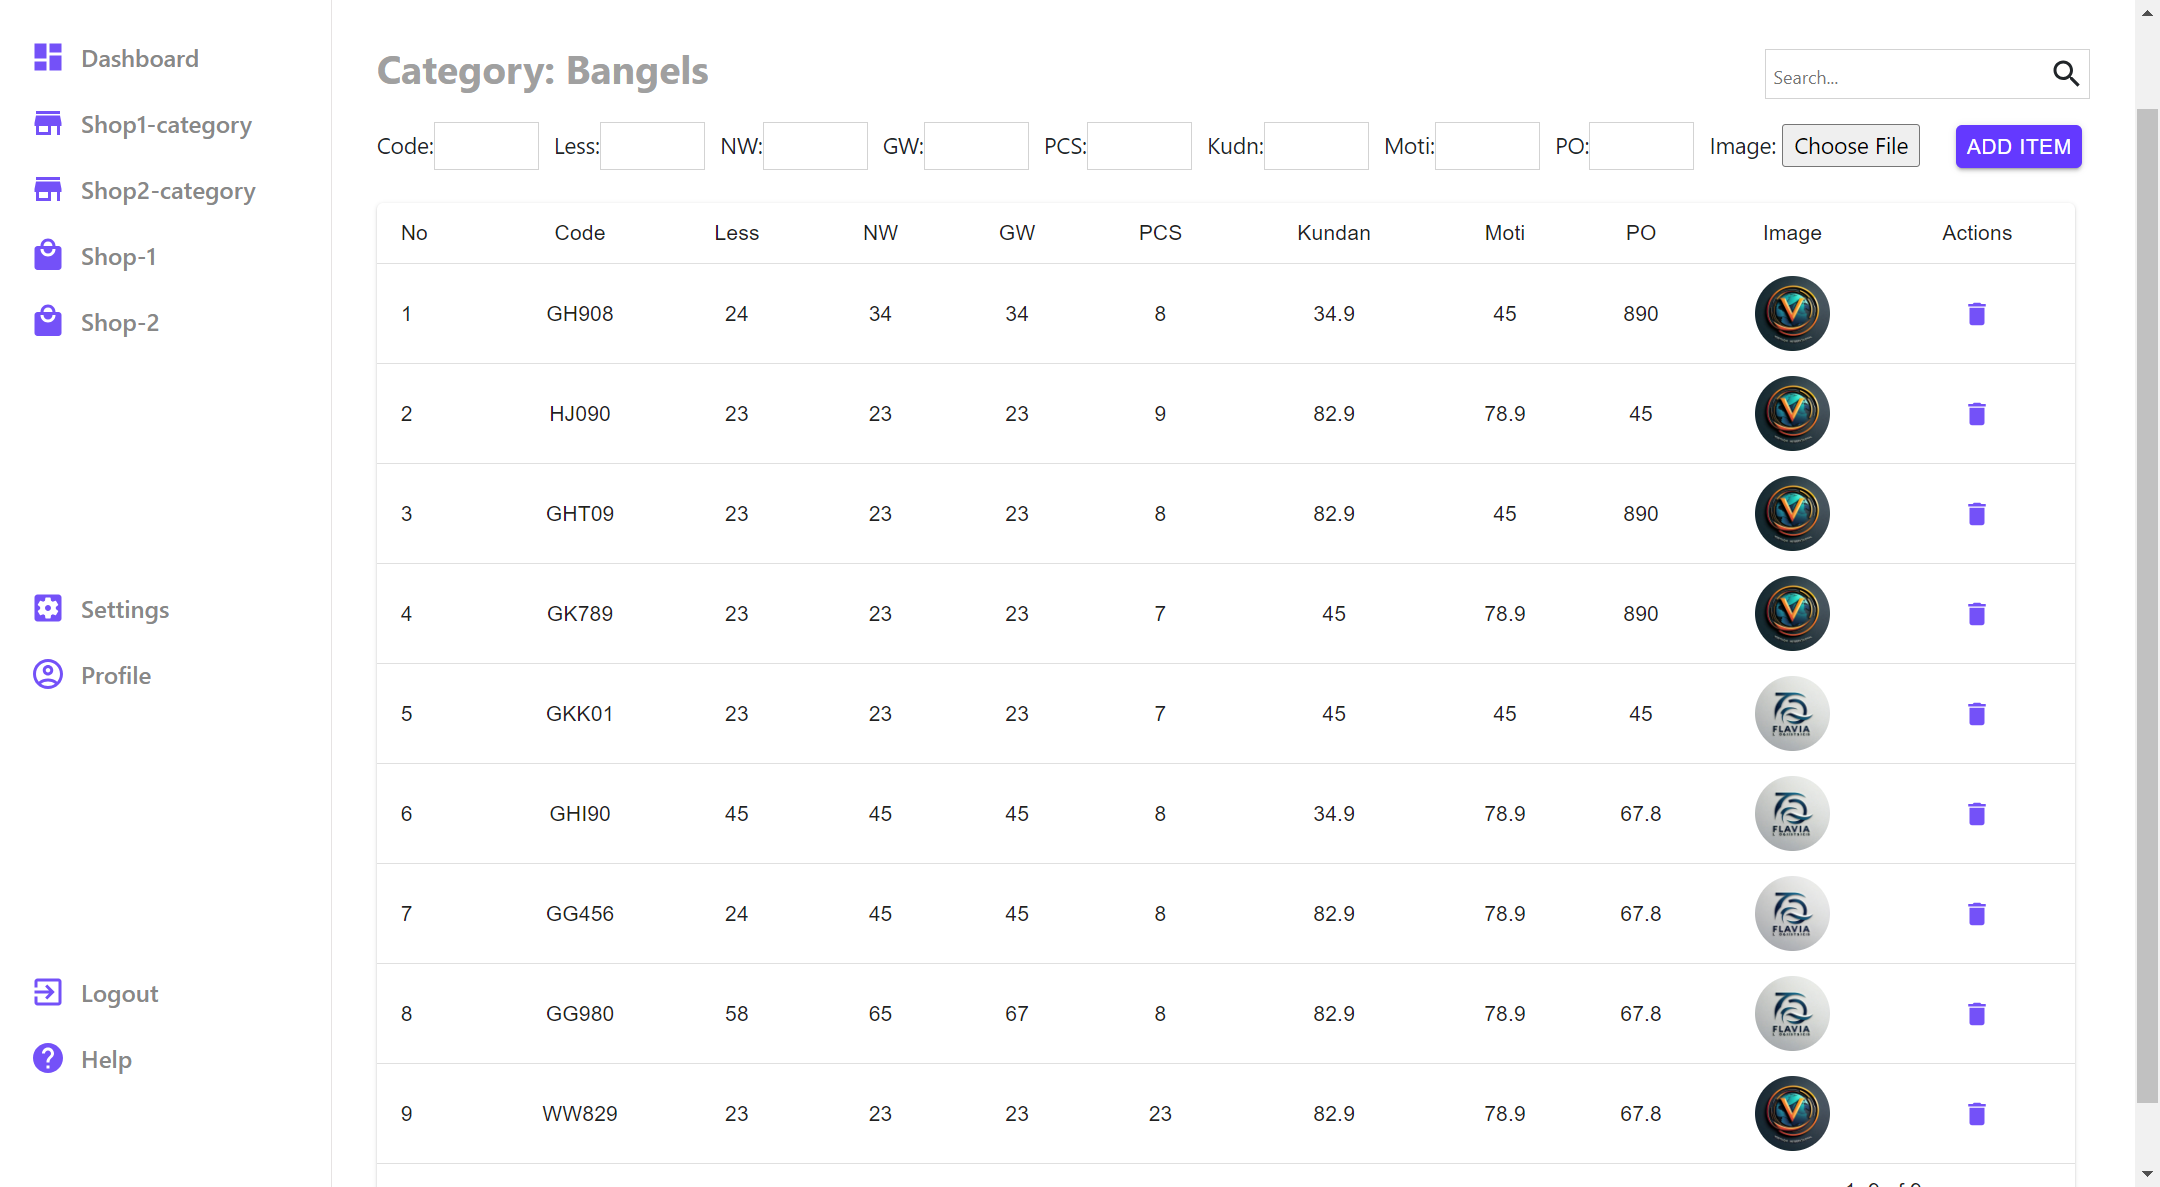 Dashboard
Shop1-category
Shop2-category
Shop-1
Shop-2
Settings
Profile
Logout
Help
Category: Bangels
Search...
Code: Less: NW: GW: PCS: Kudn: Moti: PO: Image: Choose File ADD ITEM
No Code Less NW GW PCS Kundan Moti PO Image Actions
1 GH908 24 34 34 8 34.9 45 890 V
2 HJ090 23 23 23 9 82.9 78.9 45 V
3 GHT09 23 23 23 8 82.9 45 890 V
4 GK789 23 23 23 7 45 78.9 890 V
5 GKK01 23 23 23 7 45 45 45 FLAVIA
6 GHI90 45 45 45 8 34.9 78.9 67.8 FLAVIA
7 GG456 24 45 45 8 82.9 78.9 67.8 FLAVIA
8 GG980 58 65 67 8 82.9 78.9 67.8 FLAVIA
9 WW829 23 23 23 23 82.9 78.9 67.8 V